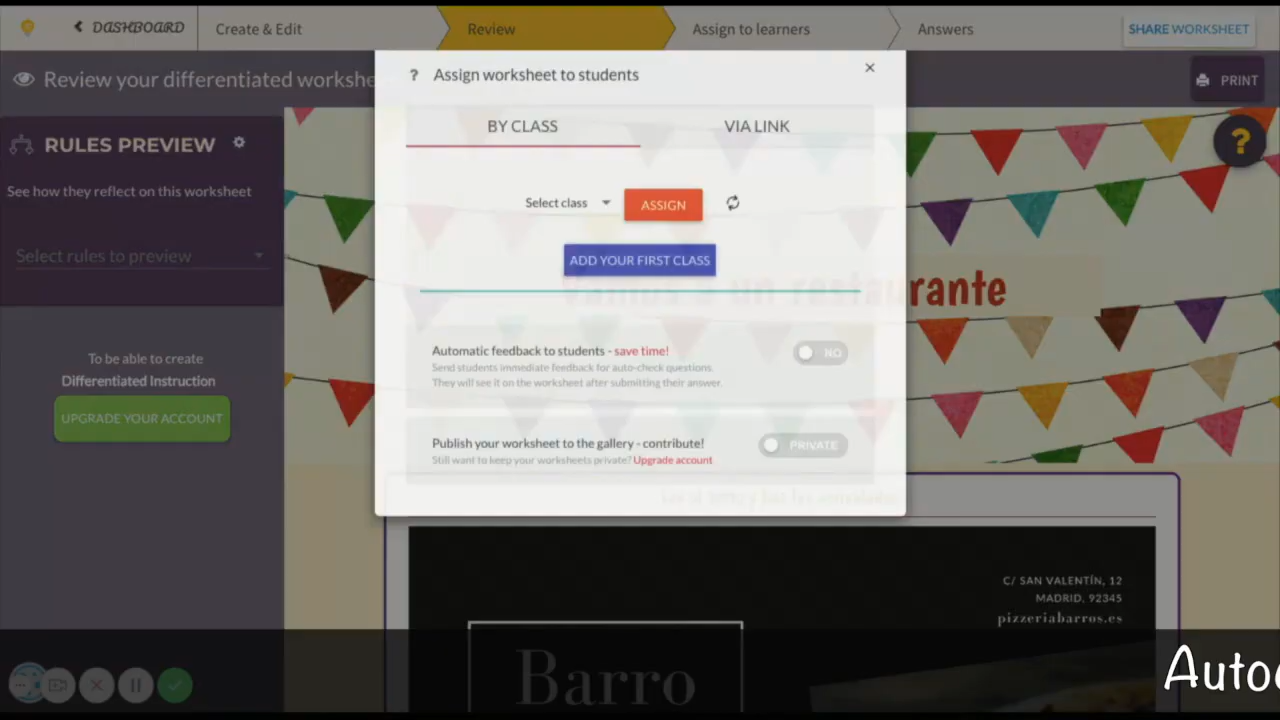 DASHBOARD
Create & Edit
Review
Assign to learners
Answers
SHARE WORKSHEET
Review your differentiated workshe
PRINT
? Assign worksheet to students
BY CLASS
VIA LINK
RULES PREVIEW
See how they reflect on this worksheet
Select rules to preview
?
Select class
ASSIGN
ADD YOUR FIRST CLASS
Vamos a un restaurante
To be able to create
Differentiated Instruction
UPGRADE YOUR ACCOUNT
Automatic feedback to students - save time!
Send students immediate feedback for auto-check questions.
They will see it on the worksheet after submitting their answer.
NO
Publish your worksheet to the gallery - contribute!
Still want to keep your worksheets private? Upgrade account
PRIVATE
C/ SAN VALENTÍN, 12
MADRID, 92345
pizzeriabarros.es
Barro
Auto